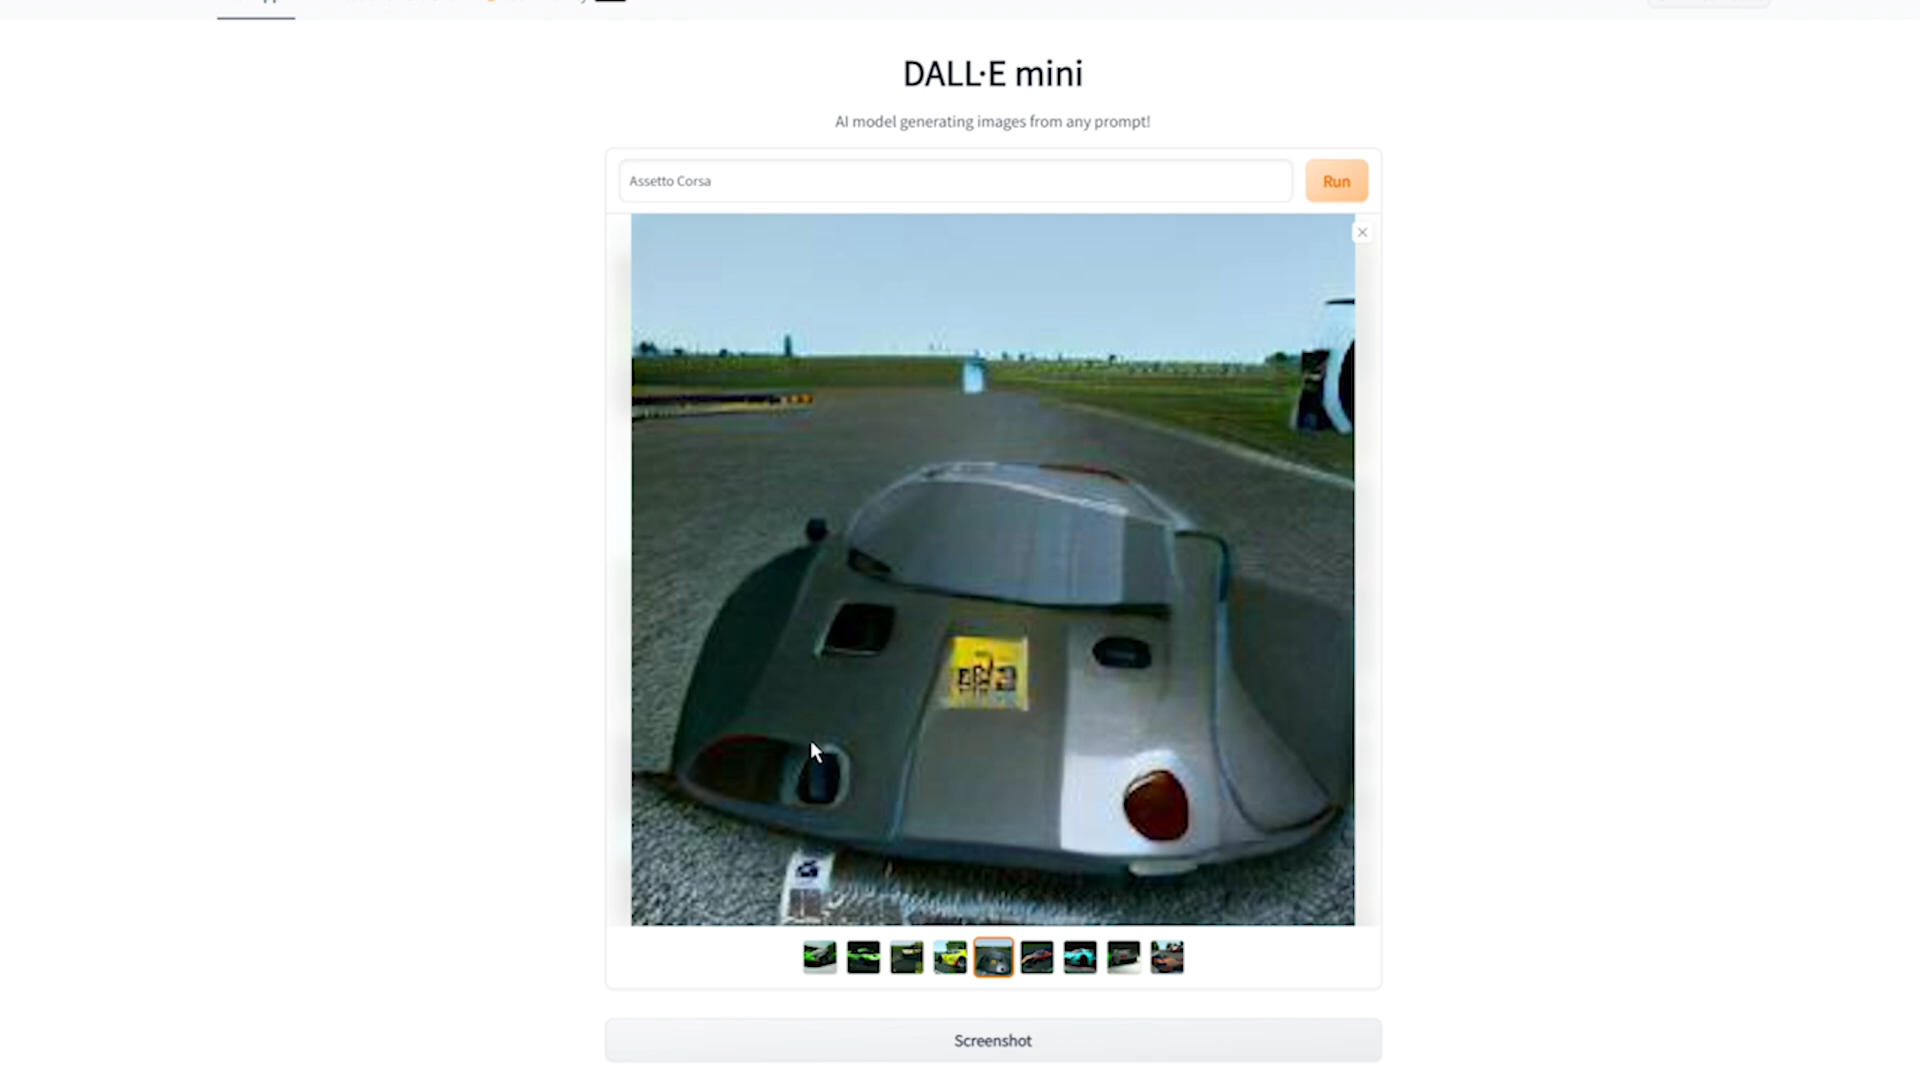 DALL·E mini
AI model generating images from any prompt!
Assetto Corsa
Run
Screenshot